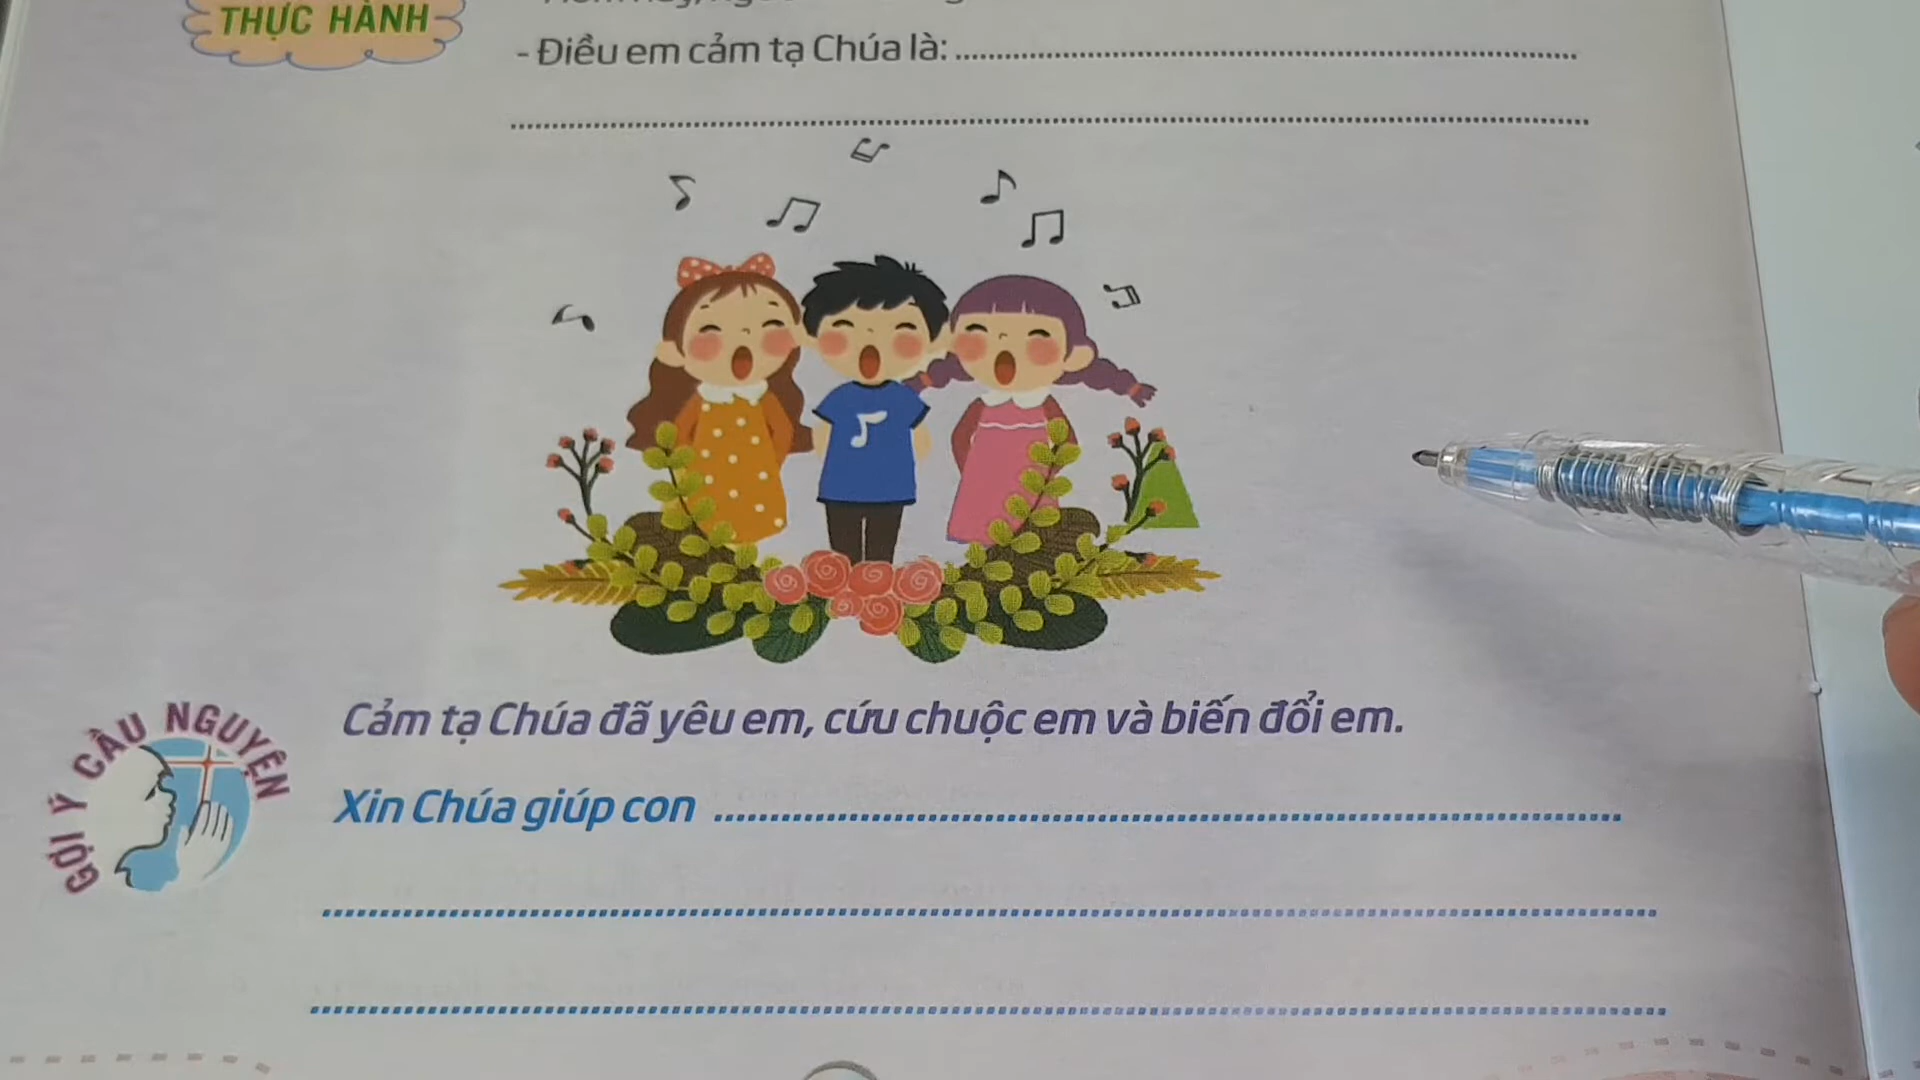 THỰC HÀNH
- Điều em cảm tạ Chúa là:
GỢI Ý CẦU NGUYỆN
Cảm tạ Chúa đã yêu em, cứu chuộc em và biến đổi em.
Xin Chúa giúp con